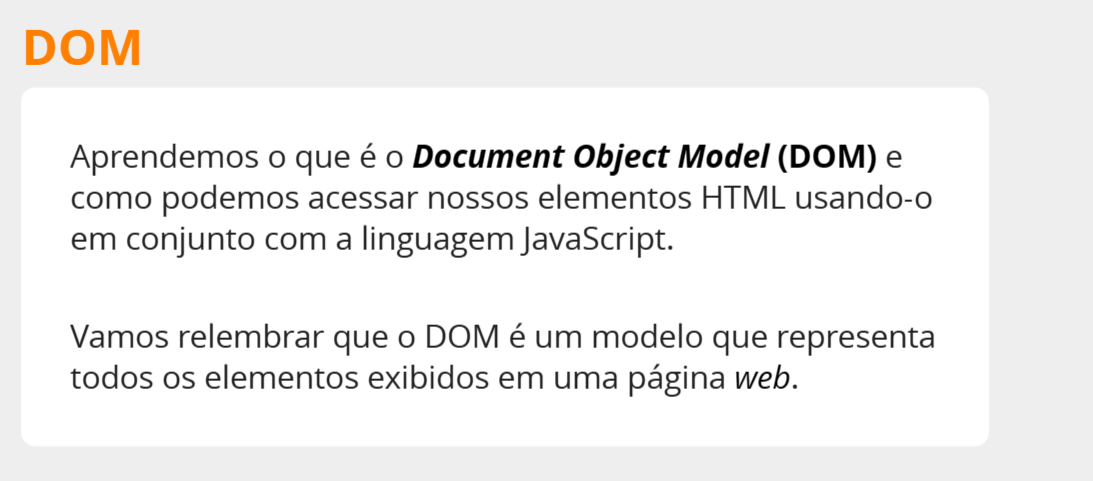 DOM
Aprendemos o que é o Document Object Model (DOM) e
como podemos acessar nossos elementos HTML usando-o
em conjunto com a linguagem JavaScript.
Vamos relembrar que o DOM é um modelo que representa
todos os elementos exibidos em uma página web.